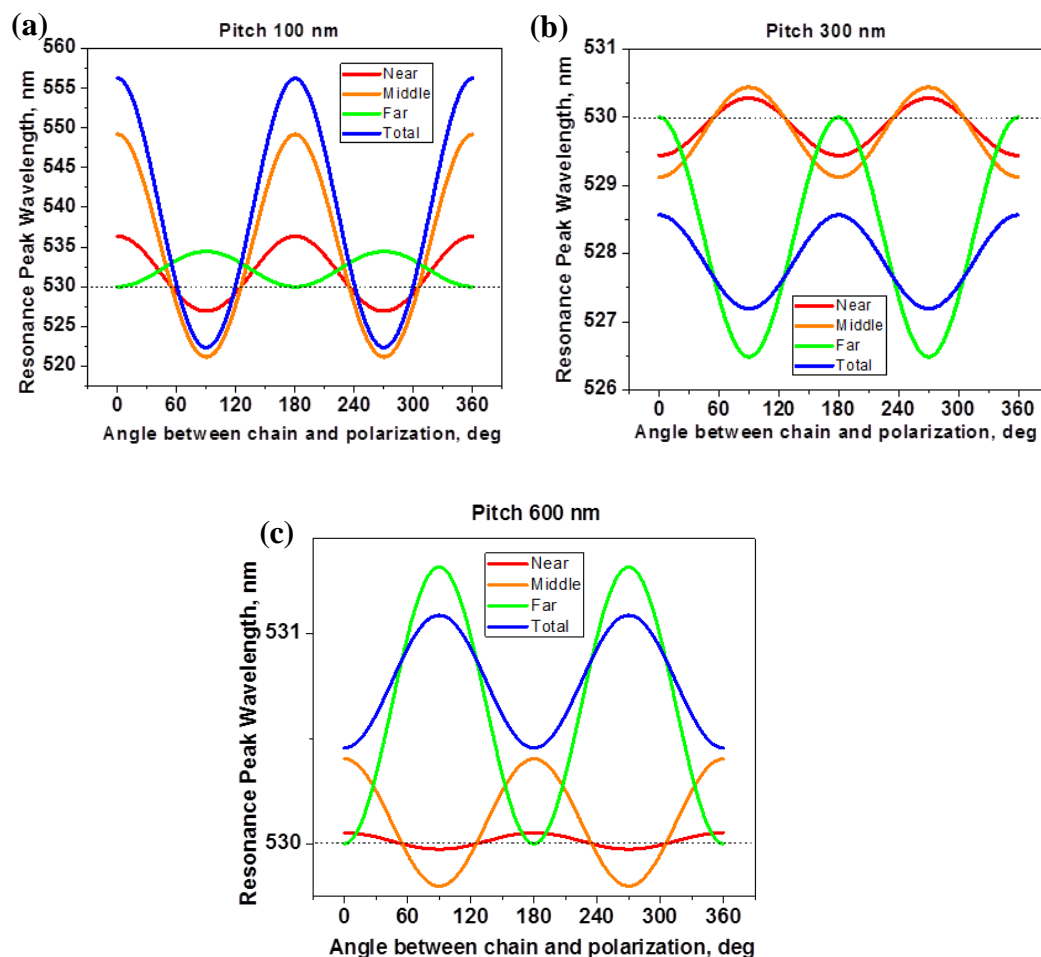 (a)
Pitch 100 nm
Resonance Peak Wavelength, nm
560
555
550
545
540
535
530
525
520
Near
Middle
Far
Total
0 60 120 180 240 300 360
Angle between chain and polarization, deg
(b)
Pitch 300 nm
Resonance Peak Wavelength, nm
531
530
529
528
527
526
Near
Middle
Far
Total
0 60 120 180 240 300 360
Angle between chain and polarization, deg
(c)
Pitch 600 nm
Resonance Peak Wavelength, nm
531
530
Near
Middle
Far
Total
0 60 120 180 240 300 360
Angle between chain and polarization, deg